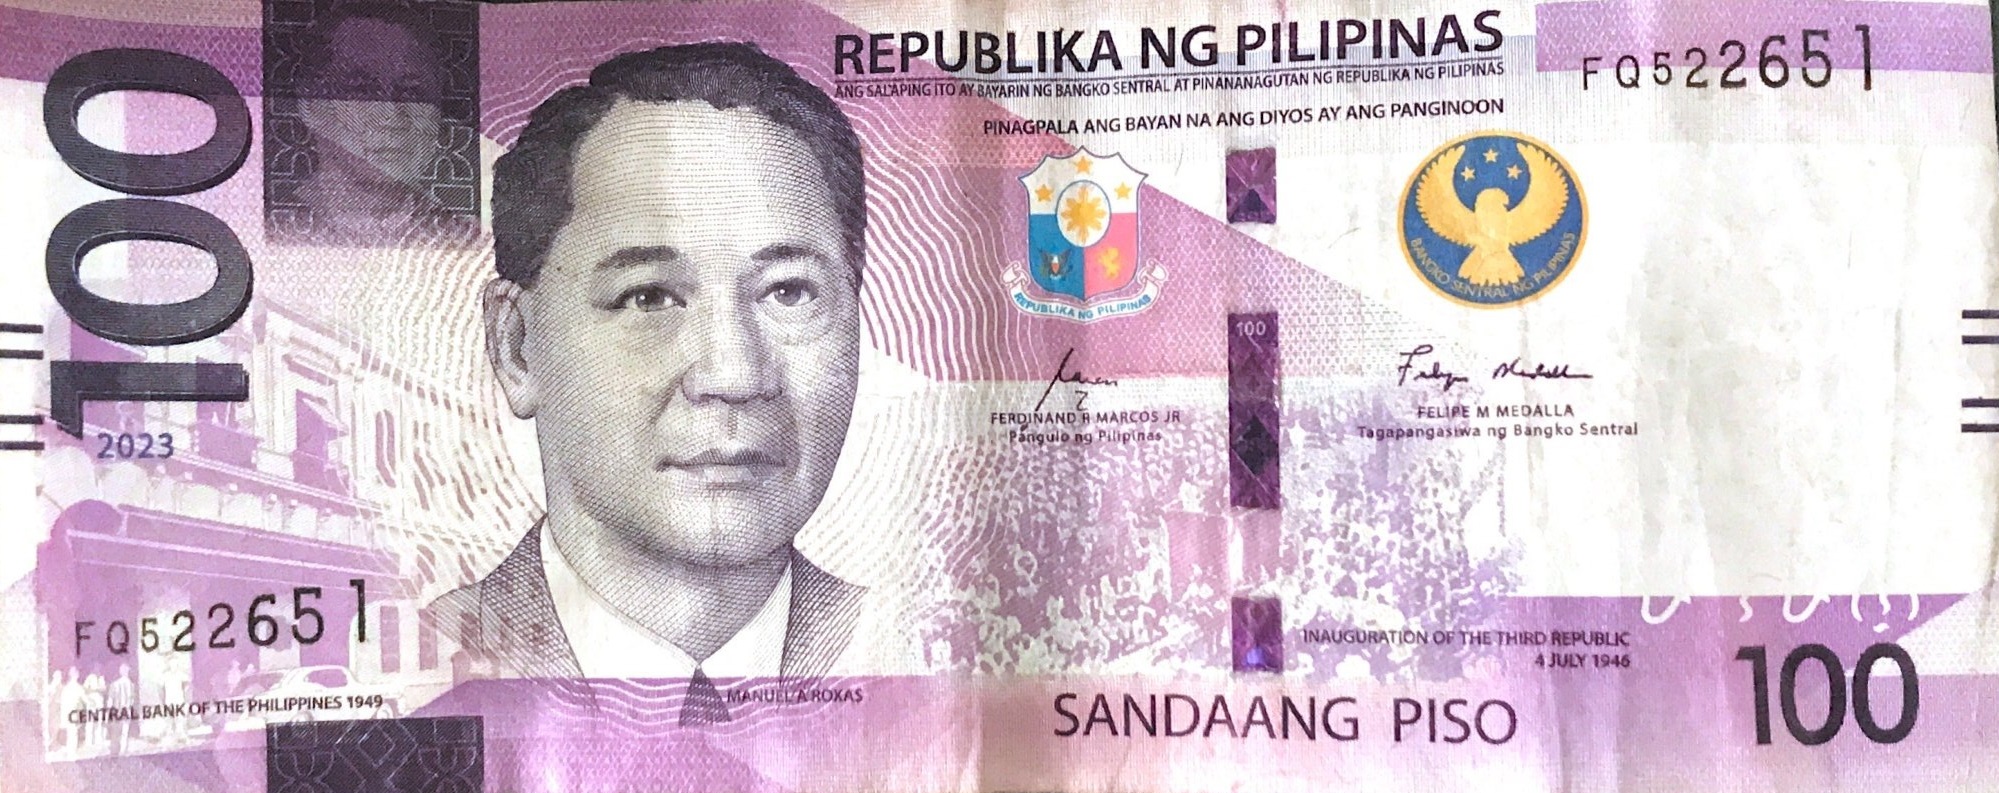 100
REPUBLIKA NG PILIPINAS
ANG SALAPING ITO AY BAYARIN NG BANGKO SENTRAL AT PINANANAGUTAN NG REPUBLIKA NG PILIPINAS
PINAGPALA ANG BAYAN NA ANG DIYOS AY ANG PANGINOON
FQ522651
REPUBLIKA NG PILIPINAS
BANGKO SENTRAL NG PILIPINAS
100
FERDINAND R MARCOS JR
Pangulo ng Pilipinas
FELIPE M MEDALLA
Tagapangasiwa ng Bangko Sentral
2023
FQ522651
CENTRAL BANK OF THE PHILIPPINES 1949
MANUEL A ROXAS
INAUGURATION OF THE THIRD REPUBLIC
4 JULY 1946
SANDAANG PISO
100